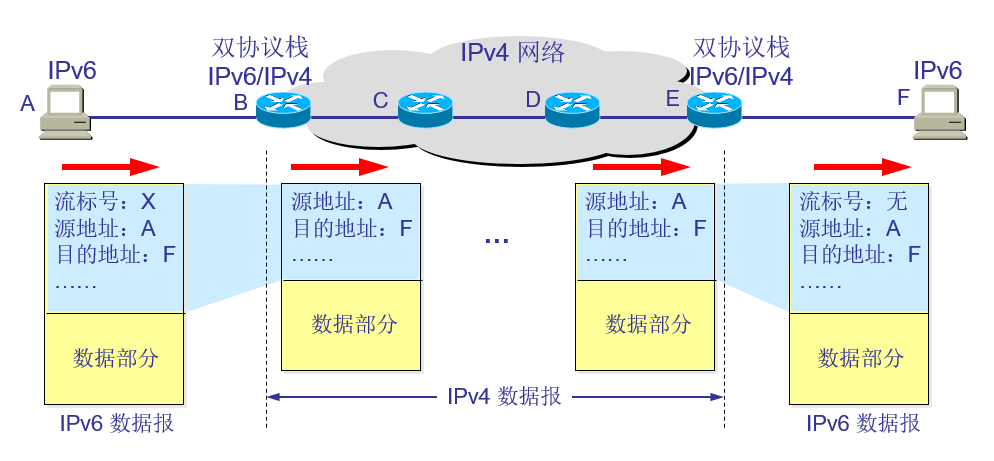 IPv4 网络
双协议栈
IPv6/IPv4
双协议栈
IPv6/IPv4
IPv6
IPv6
A
B
C
D
E
F
流标号：X
源地址：A
目的地址：F
……
数据部分
IPv6 数据报
源地址：A
目的地址：F
……
数据部分
…
IPv4 数据报
源地址：A
目的地址：F
……
数据部分
流标号：无
源地址：A
目的地址：F
……
数据部分
IPv6 数据报